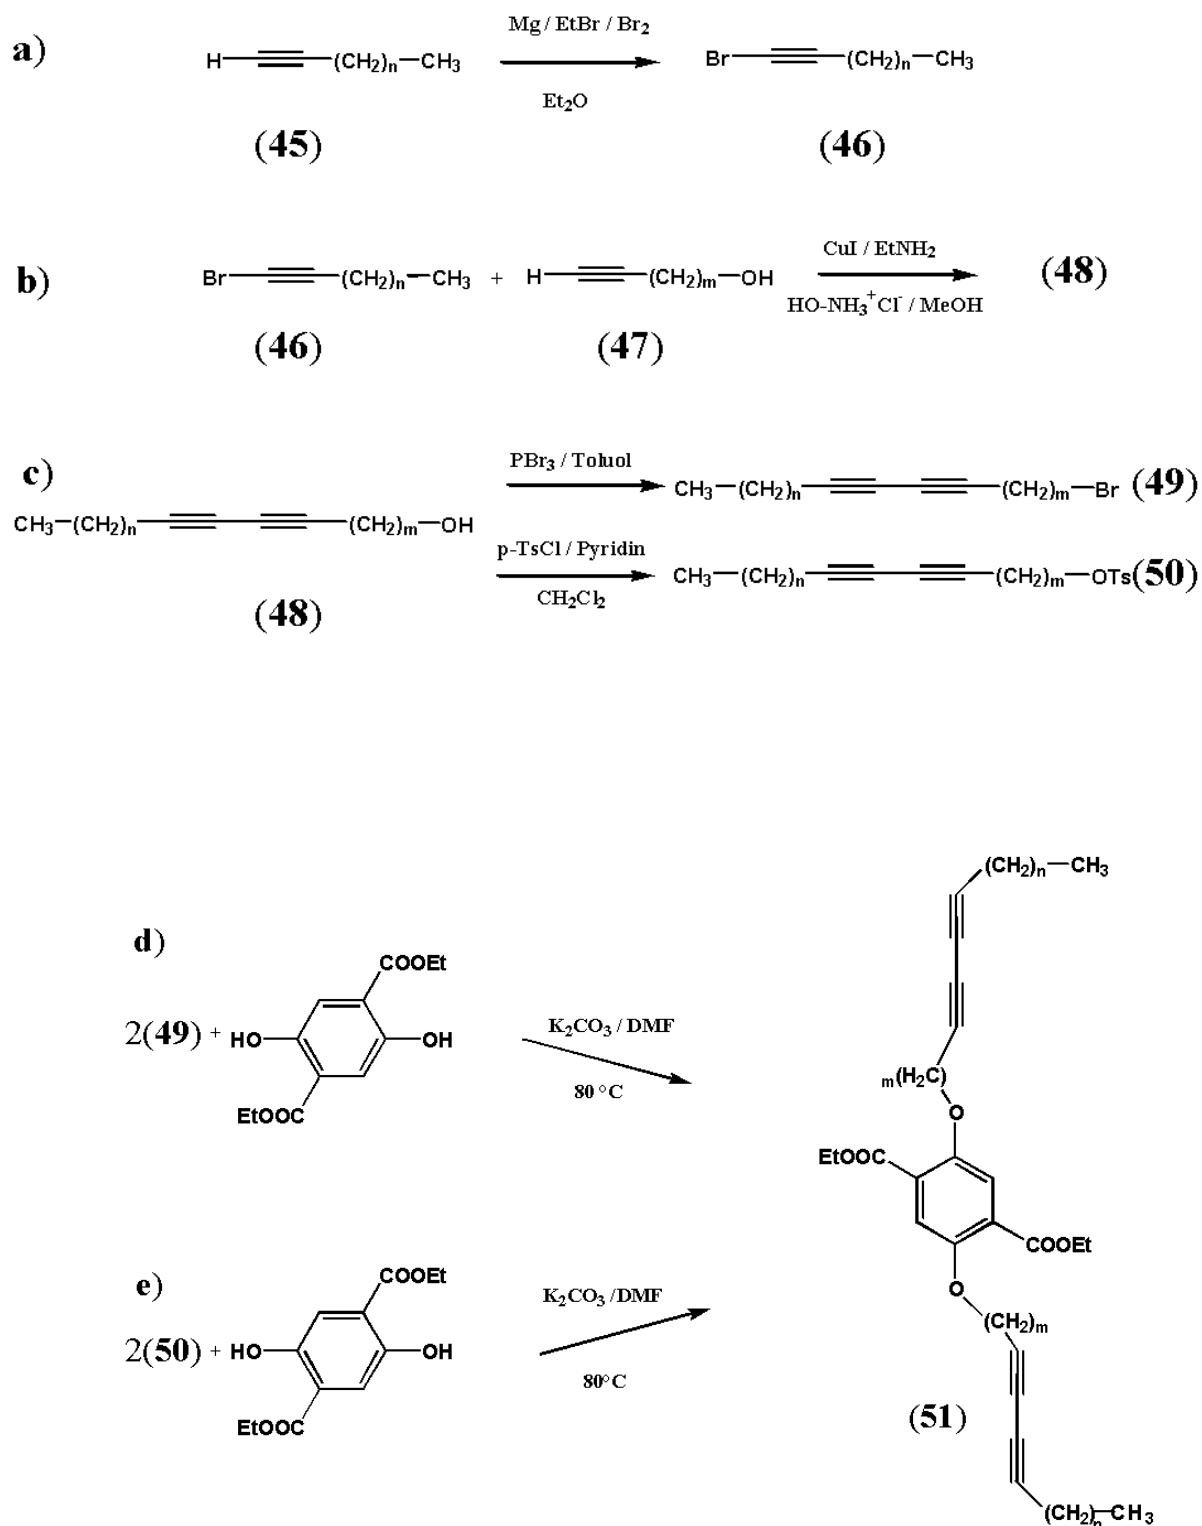 a)
Mg / EtBr / Br2
H (CH2)n CH3
Br (CH2)n CH3
Et2O
(45)
(46)
b)
CuI / EtNH2
Br (CH2)n CH3 + H (CH2)m OH
(48)
HO-NH3+Cl- / MeOH
(46)
(47)
c)
PBr3 / Toluol
CH3 (CH2)n (CH2)m Br (49)
CH3 (CH2)n (CH2)m OH
p-TsCl / Pyridin
CH3 (CH2)n (CH2)m OTs (50)
CH2Cl2
(48)
(CH2)n CH3
d)
COOEt
2(49) + HO OH
K2CO3 / DMF
80 °C
EtOOC
m(H2C)
O
EtOOC
COOEt
O
(CH2)m
e)
COOEt
2(50) + HO OH
K2CO3 /DMF
80°C
EtOOC
(51)
(CH2)n CH3